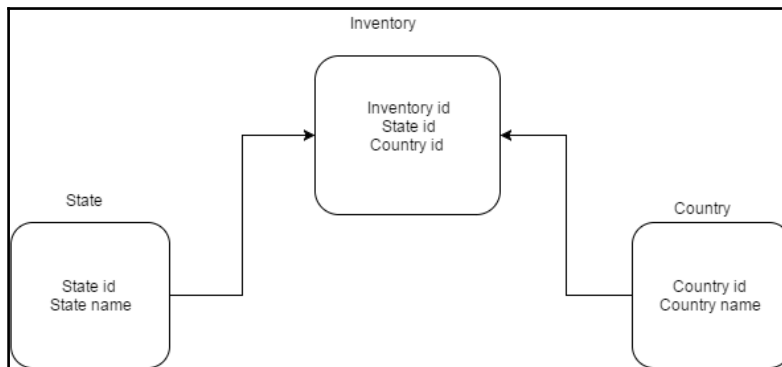 Inventory
Inventory id
State id
Country id
State
State id
State name
Country
Country id
Country name